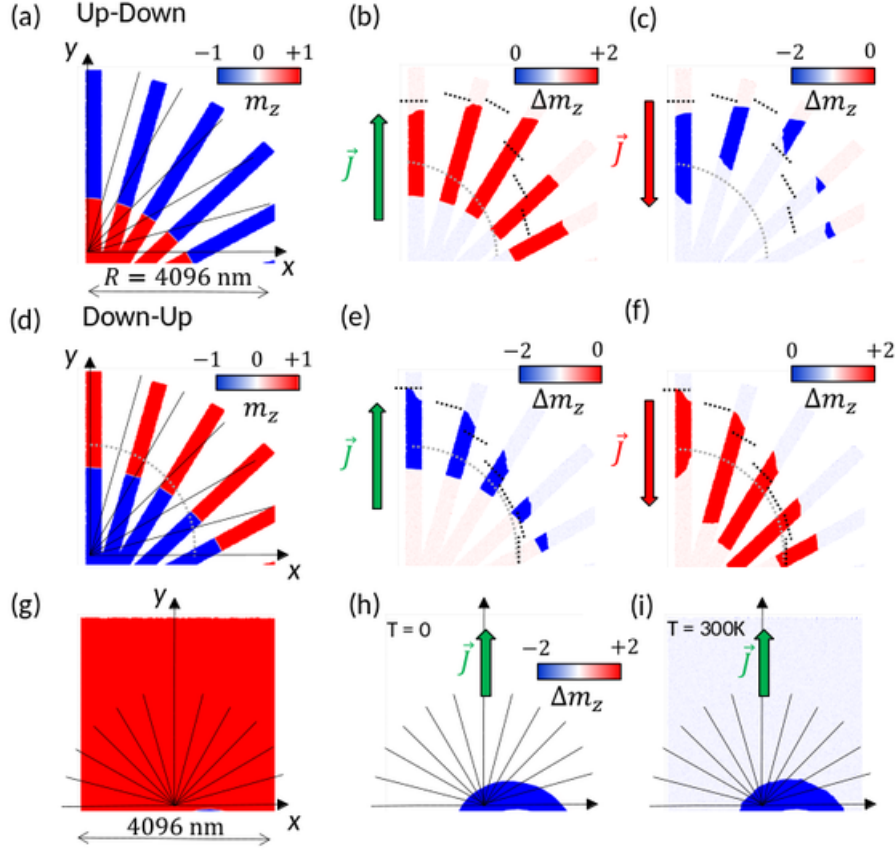 (a) Up-Down
y
−1 0 +1
m_z
x
R = 4096 nm
(b)
0 +2
Δm_z
j⃗
(c)
−2 0
Δm_z
j⃗
(d) Down-Up
y
−1 0 +1
m_z
x
(e)
−2 0
Δm_z
j⃗
(f)
0 +2
Δm_z
j⃗
(g)
y
x
4096 nm
(h)
T = 0
j⃗
−2 +2
Δm_z
(i)
T = 300K
j⃗